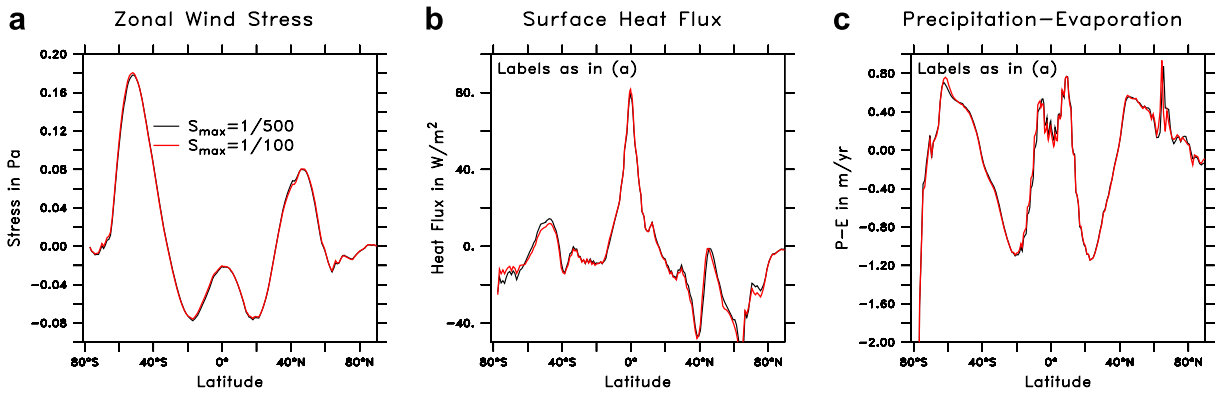 a
Zonal Wind Stress
0.20
0.16
0.12
0.08
0.04
0.00
−0.04
−0.08
Stress in Pa
Smax=1/500
Smax=1/100
80°S
40°S
0°
40°N
80°N
Latitude
b
Surface Heat Flux
Labels as in (a)
80.
40.
0.
−40.
Heat Flux in W/m²
80°S
40°S
0°
40°N
80°N
Latitude
c
Precipitation−Evaporation
Labels as in (a)
0.80
0.40
0.00
−0.40
−0.80
−1.20
−1.60
−2.00
P−E in m/yr
80°S
40°S
0°
40°N
80°N
Latitude